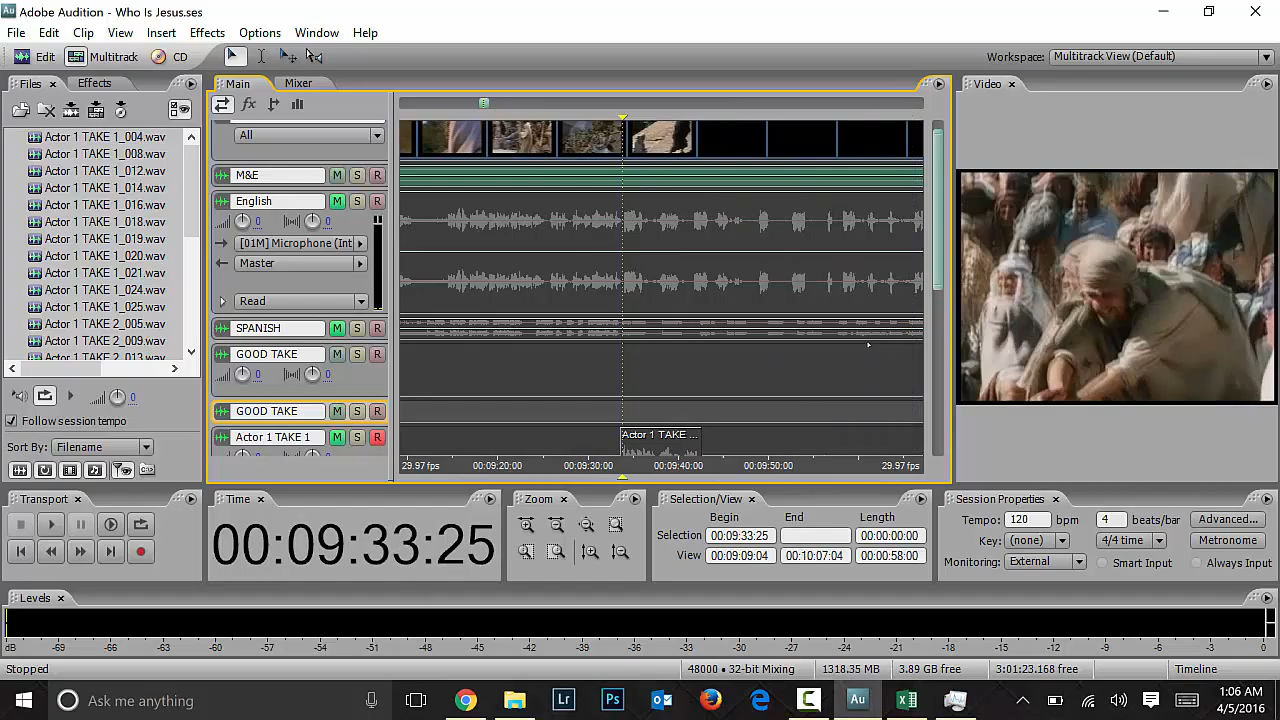 Au Adobe Audition - Who Is Jesus.ses
File Edit Clip View Insert Effects Options Window Help
Edit Multitrack CD Workspace: Multitrack View (Default)
Files Effects
Main Mixer
Video
Actor 1 TAKE 1_004.wav
Actor 1 TAKE 1_008.wav
Actor 1 TAKE 1_012.wav
Actor 1 TAKE 1_014.wav
Actor 1 TAKE 1_016.wav
Actor 1 TAKE 1_018.wav
Actor 1 TAKE 1_020.wav
Actor 1 TAKE 1_021.wav
Actor 1 TAKE 1_024.wav
Actor 1 TAKE 1_025.wav
Actor 1 TAKE 2_005.wav
Actor 1 TAKE 2_009.wav
Actor 1 TAKE 2_013.wav
0
Follow session tempo
Sort By: Filename
fx
All
M&E M S R
English M S R
0 0
[01M] Microphone (Int
Master
Read
SPANISH M S R
GOOD TAKE M S R
0 0
GOOD TAKE M S R
Actor 1 TAKE 1 M S R
Actor 1 TAKE ...
29.97 fps 00:09:20:00 00:09:30:00 00:09:40:00 00:09:50:00 29.97 fps
Transport
Time
00:09:33:25
Zoom
Selection/View
Begin End Length
Selection 00:09:33:25 00:00:00:00
View 00:09:09:04 00:10:07:04 00:00:58:00
Session Properties
Tempo: 120 bpm 4 beats/bar Advanced...
Key: (none) 4/4 time Metronome
Monitoring: External Smart Input Always Input
Levels
dB -69 -66 -63 -60 -57 -54 -51 -48 -45 -42 -39 -36 -33 -30 -27 -24 -21 -18 -15 -12 -9 -6 -3 0
Stopped 48000 • 32-bit Mixing 1318.35 MB 3.89 GB free 3:01:23.168 free Timeline
Ask me anything Lr Ps Au 1:06 AM
4/5/2016